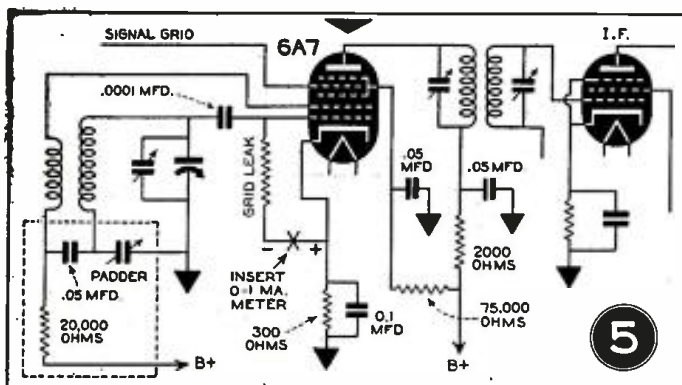 SIGNAL GRID
6A7
I.F.
.0001 MFD.
.05
MFD
.05 MFD
GRID LEAK
- +
PADDER
.05 MFD.
INSERT
0-1 MA.
METER
2000
OHMS
20,000
OHMS
300
OHMS
0.1
MFD
75.000
OHMS
B+
B+
5